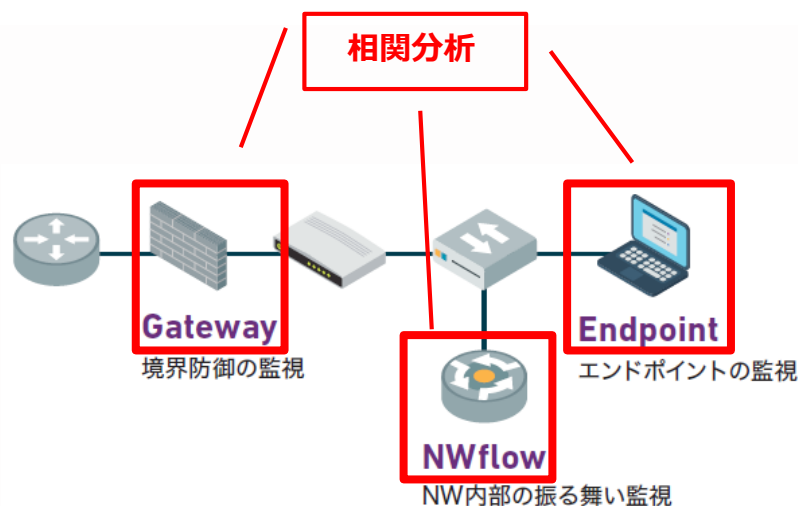 相関分析
Gateway
境界防御の監視
Endpoint
エンドポイントの監視
NWflow
NW内部の振る舞い監視